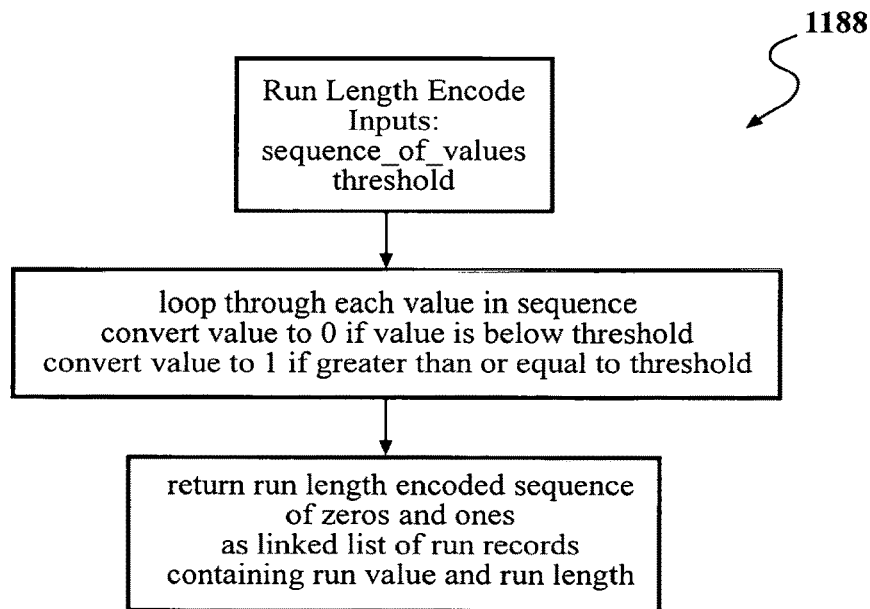 1188
Run Length Encode
Inputs:
sequence_of_values
threshold
loop through each value in sequence
convert value to 0 if value is below threshold
convert value to 1 if greater than or equal to threshold
return run length encoded sequence
of zeros and ones
as linked list of run records
containing run value and run length